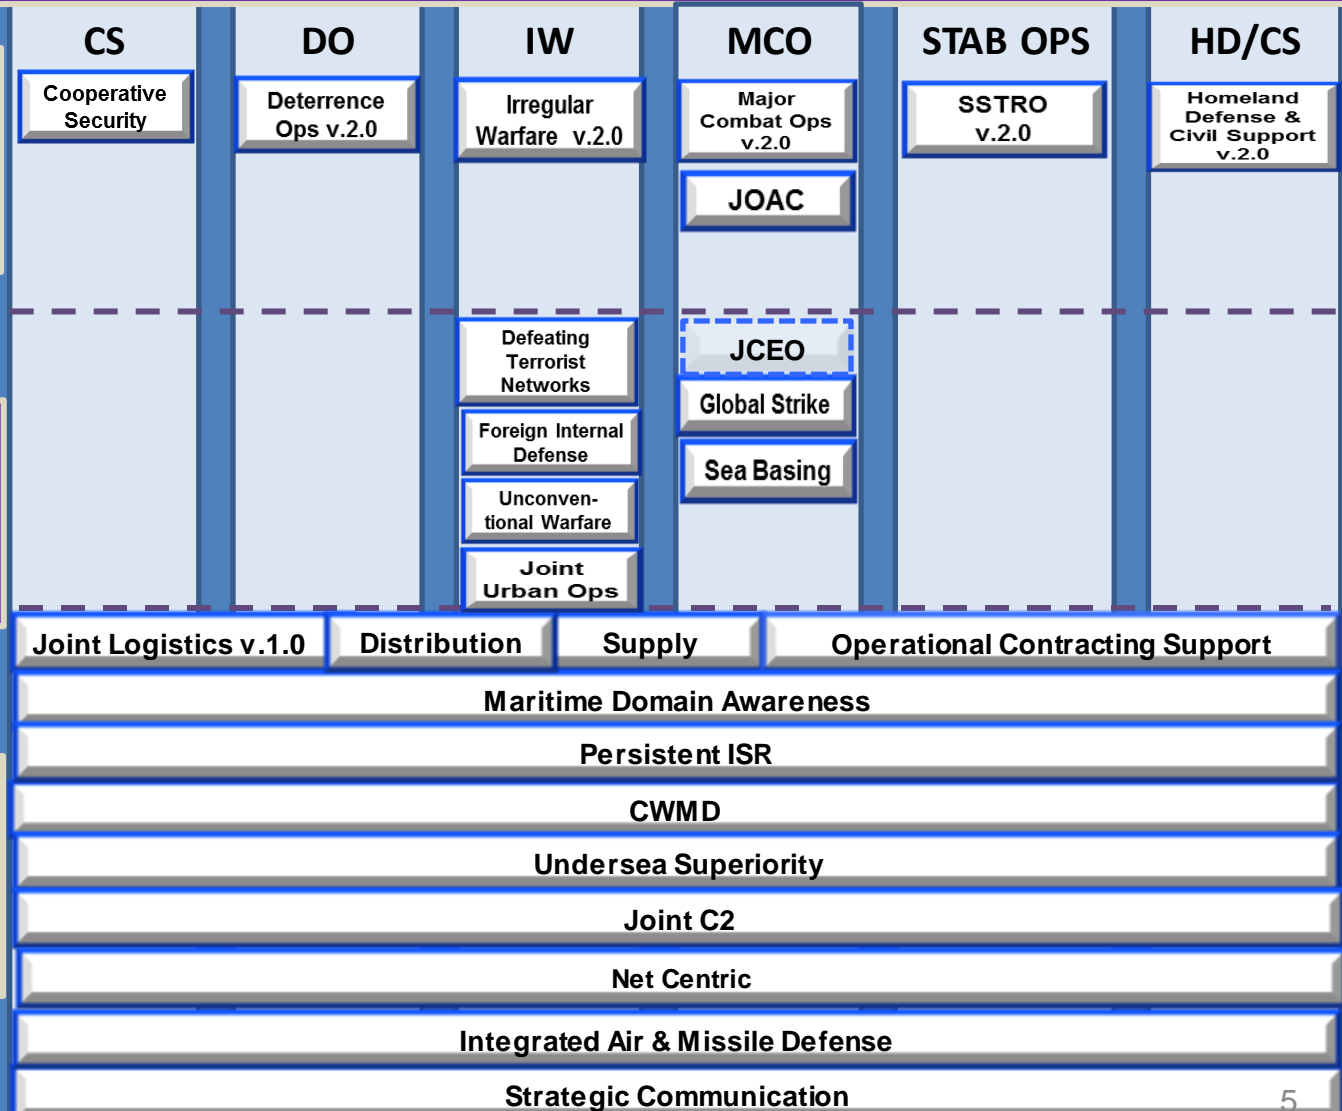 CS
DO
IW
MCO
STAB OPS
HD/CS
Cooperative
Security
Deterrence
Ops v.2.0
Irregular
Warfare v.2.0
Major
Combat Ops
v.2.0
SSTRO
v.2.0
Homeland
Defense &
Civil Support
v.2.0
JOAC
Defeating
Terrorist
Networks
Foreign Internal
Defense
Unconven-
tional Warfare
Joint
Urban Ops
JCEO
Global Strike
Sea Basing
Joint Logistics v.1.0
Distribution
Supply
Operational Contracting Support
Maritime Domain Awareness
Persistent ISR
CWMD
Undersea Superiority
Joint C2
Net Centric
Integrated Air & Missile Defense
Strategic Communication
5